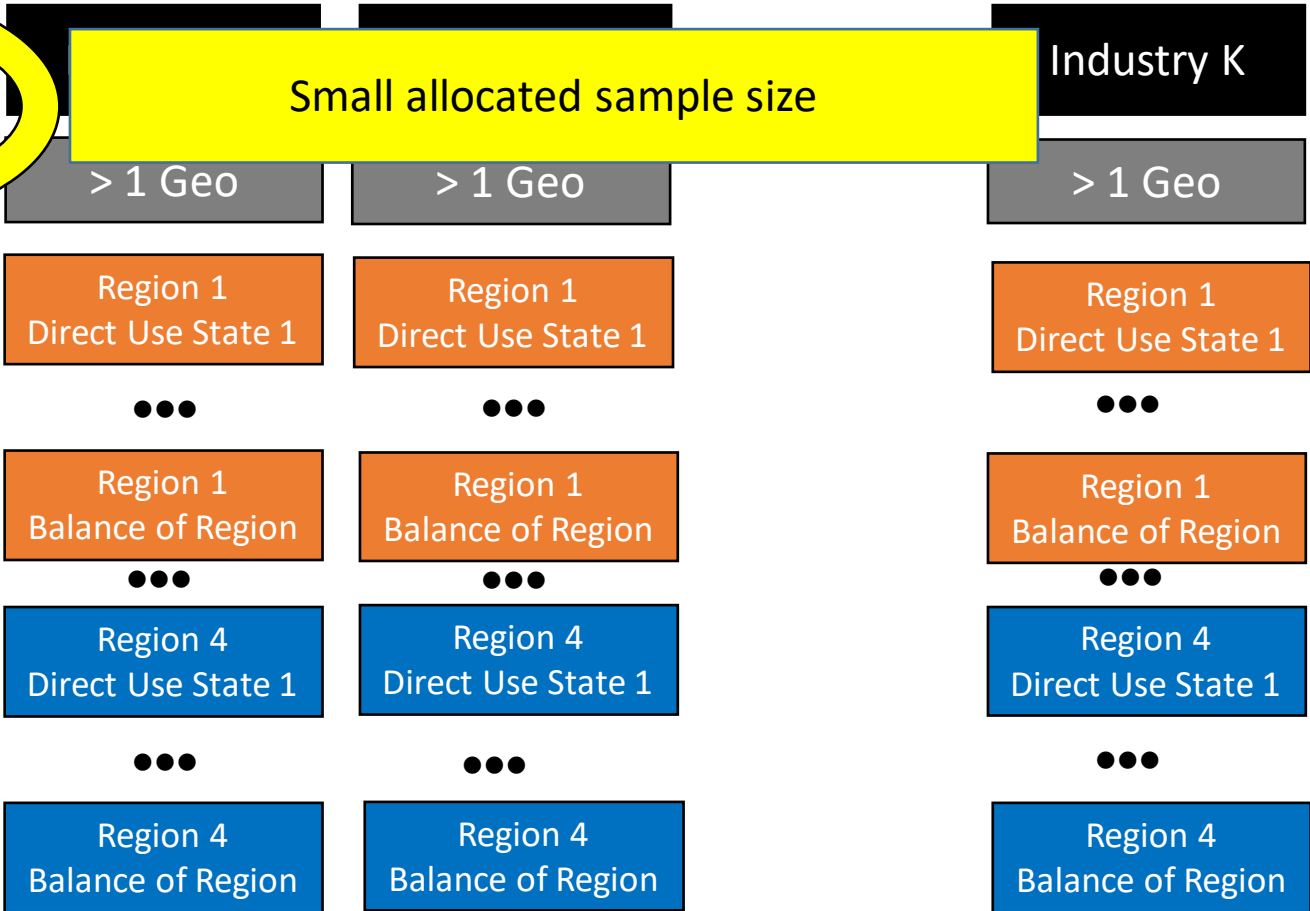 Small allocated sample size
Industry K
> 1 Geo
> 1 Geo
> 1 Geo
Region 1
Direct Use State 1
Region 1
Direct Use State 1
Region 1
Direct Use State 1
•••
•••
•••
Region 1
Balance of Region
Region 1
Balance of Region
Region 1
Balance of Region
•••
•••
•••
Region 4
Direct Use State 1
Region 4
Direct Use State 1
Region 4
Direct Use State 1
•••
•••
•••
Region 4
Balance of Region
Region 4
Balance of Region
Region 4
Balance of Region